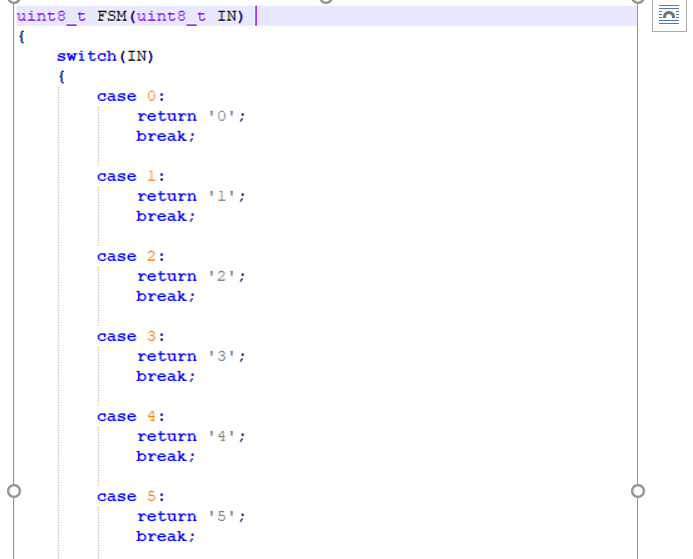 uint8_t FSM(uint8_t IN)
{
switch(IN)
{
case 0:
return '0';
break;
case 1:
return '1';
break;
case 2:
return '2';
break;
case 3:
return '3';
break;
case 4:
return '4';
break;
case 5:
return '5';
break;